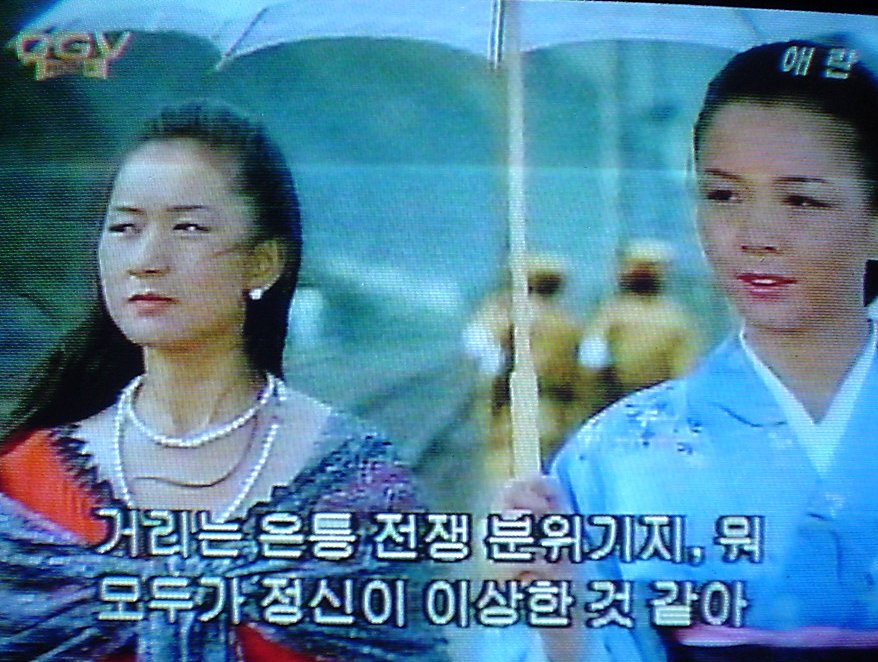 OGV
애 란
거리는 온통 전쟁 분위기지, 뭐
모두가 정신이 이상한 것 같아